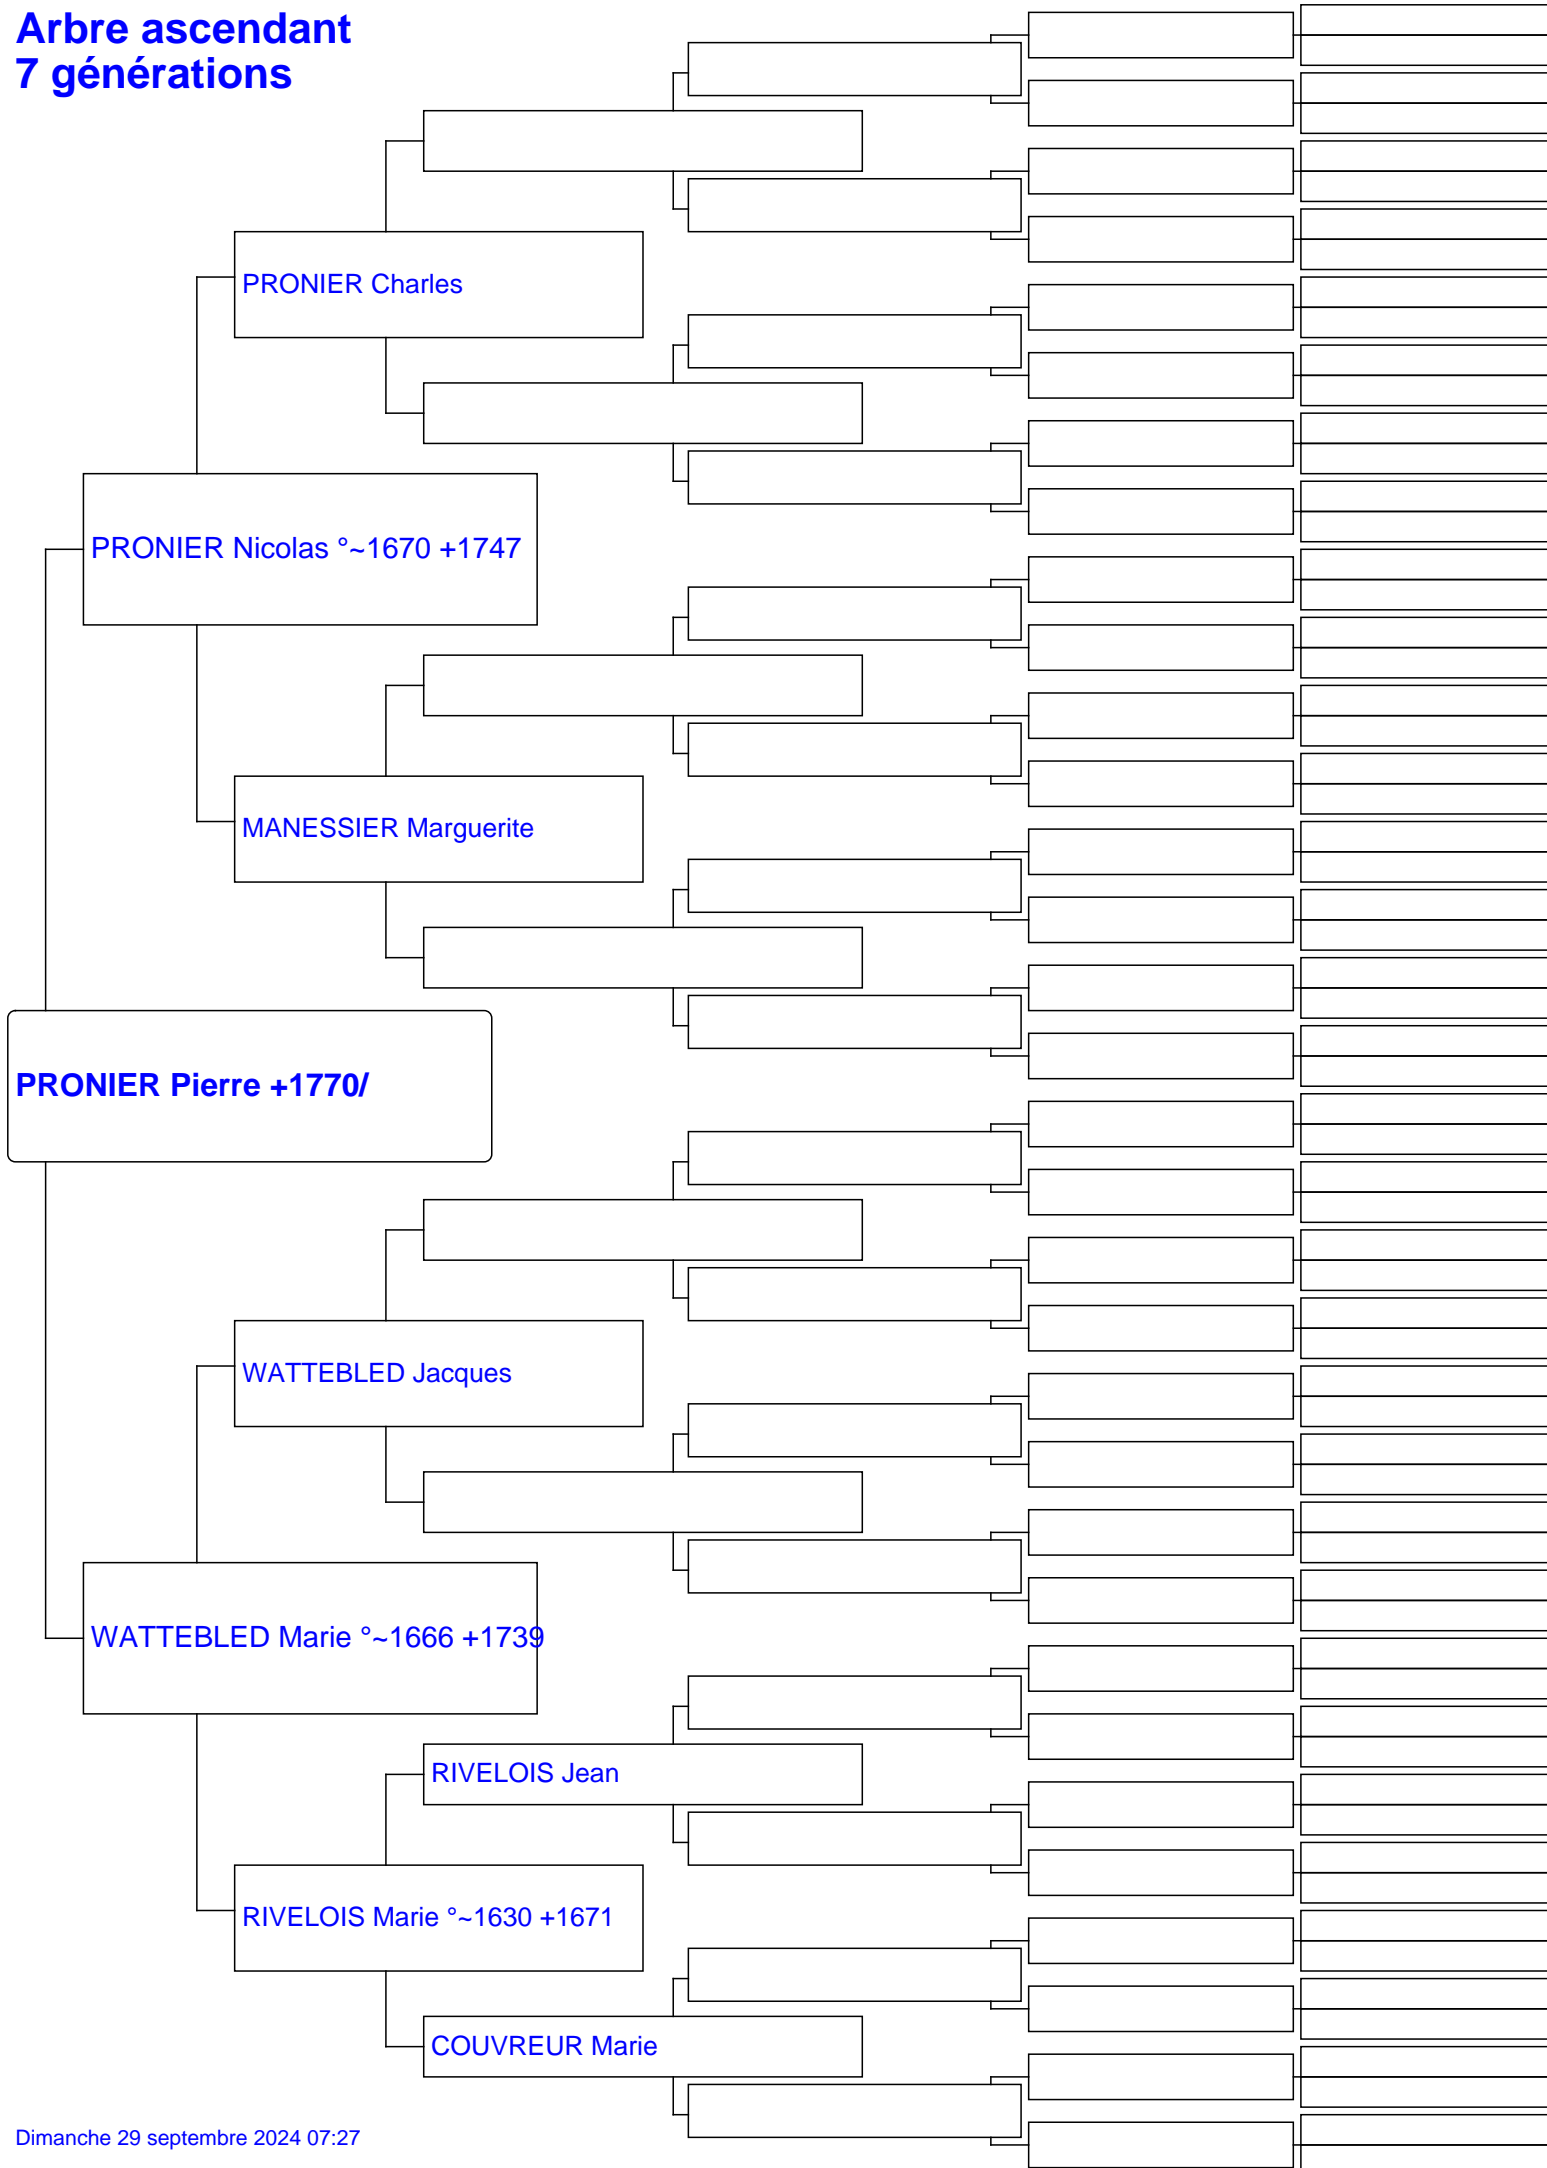 Arbre ascendant
7 générations
PRONIER Charles
PRONIER Nicolas °~1670 +1747
MANESSIER Marguerite
PRONIER Pierre +1770/
WATTEBLED Jacques
WATTEBLED Marie °~1666 +1739
RIVELOIS Jean
RIVELOIS Marie °~1630 +1671
COUVREUR Marie
Dimanche 29 septembre 2024 07:27